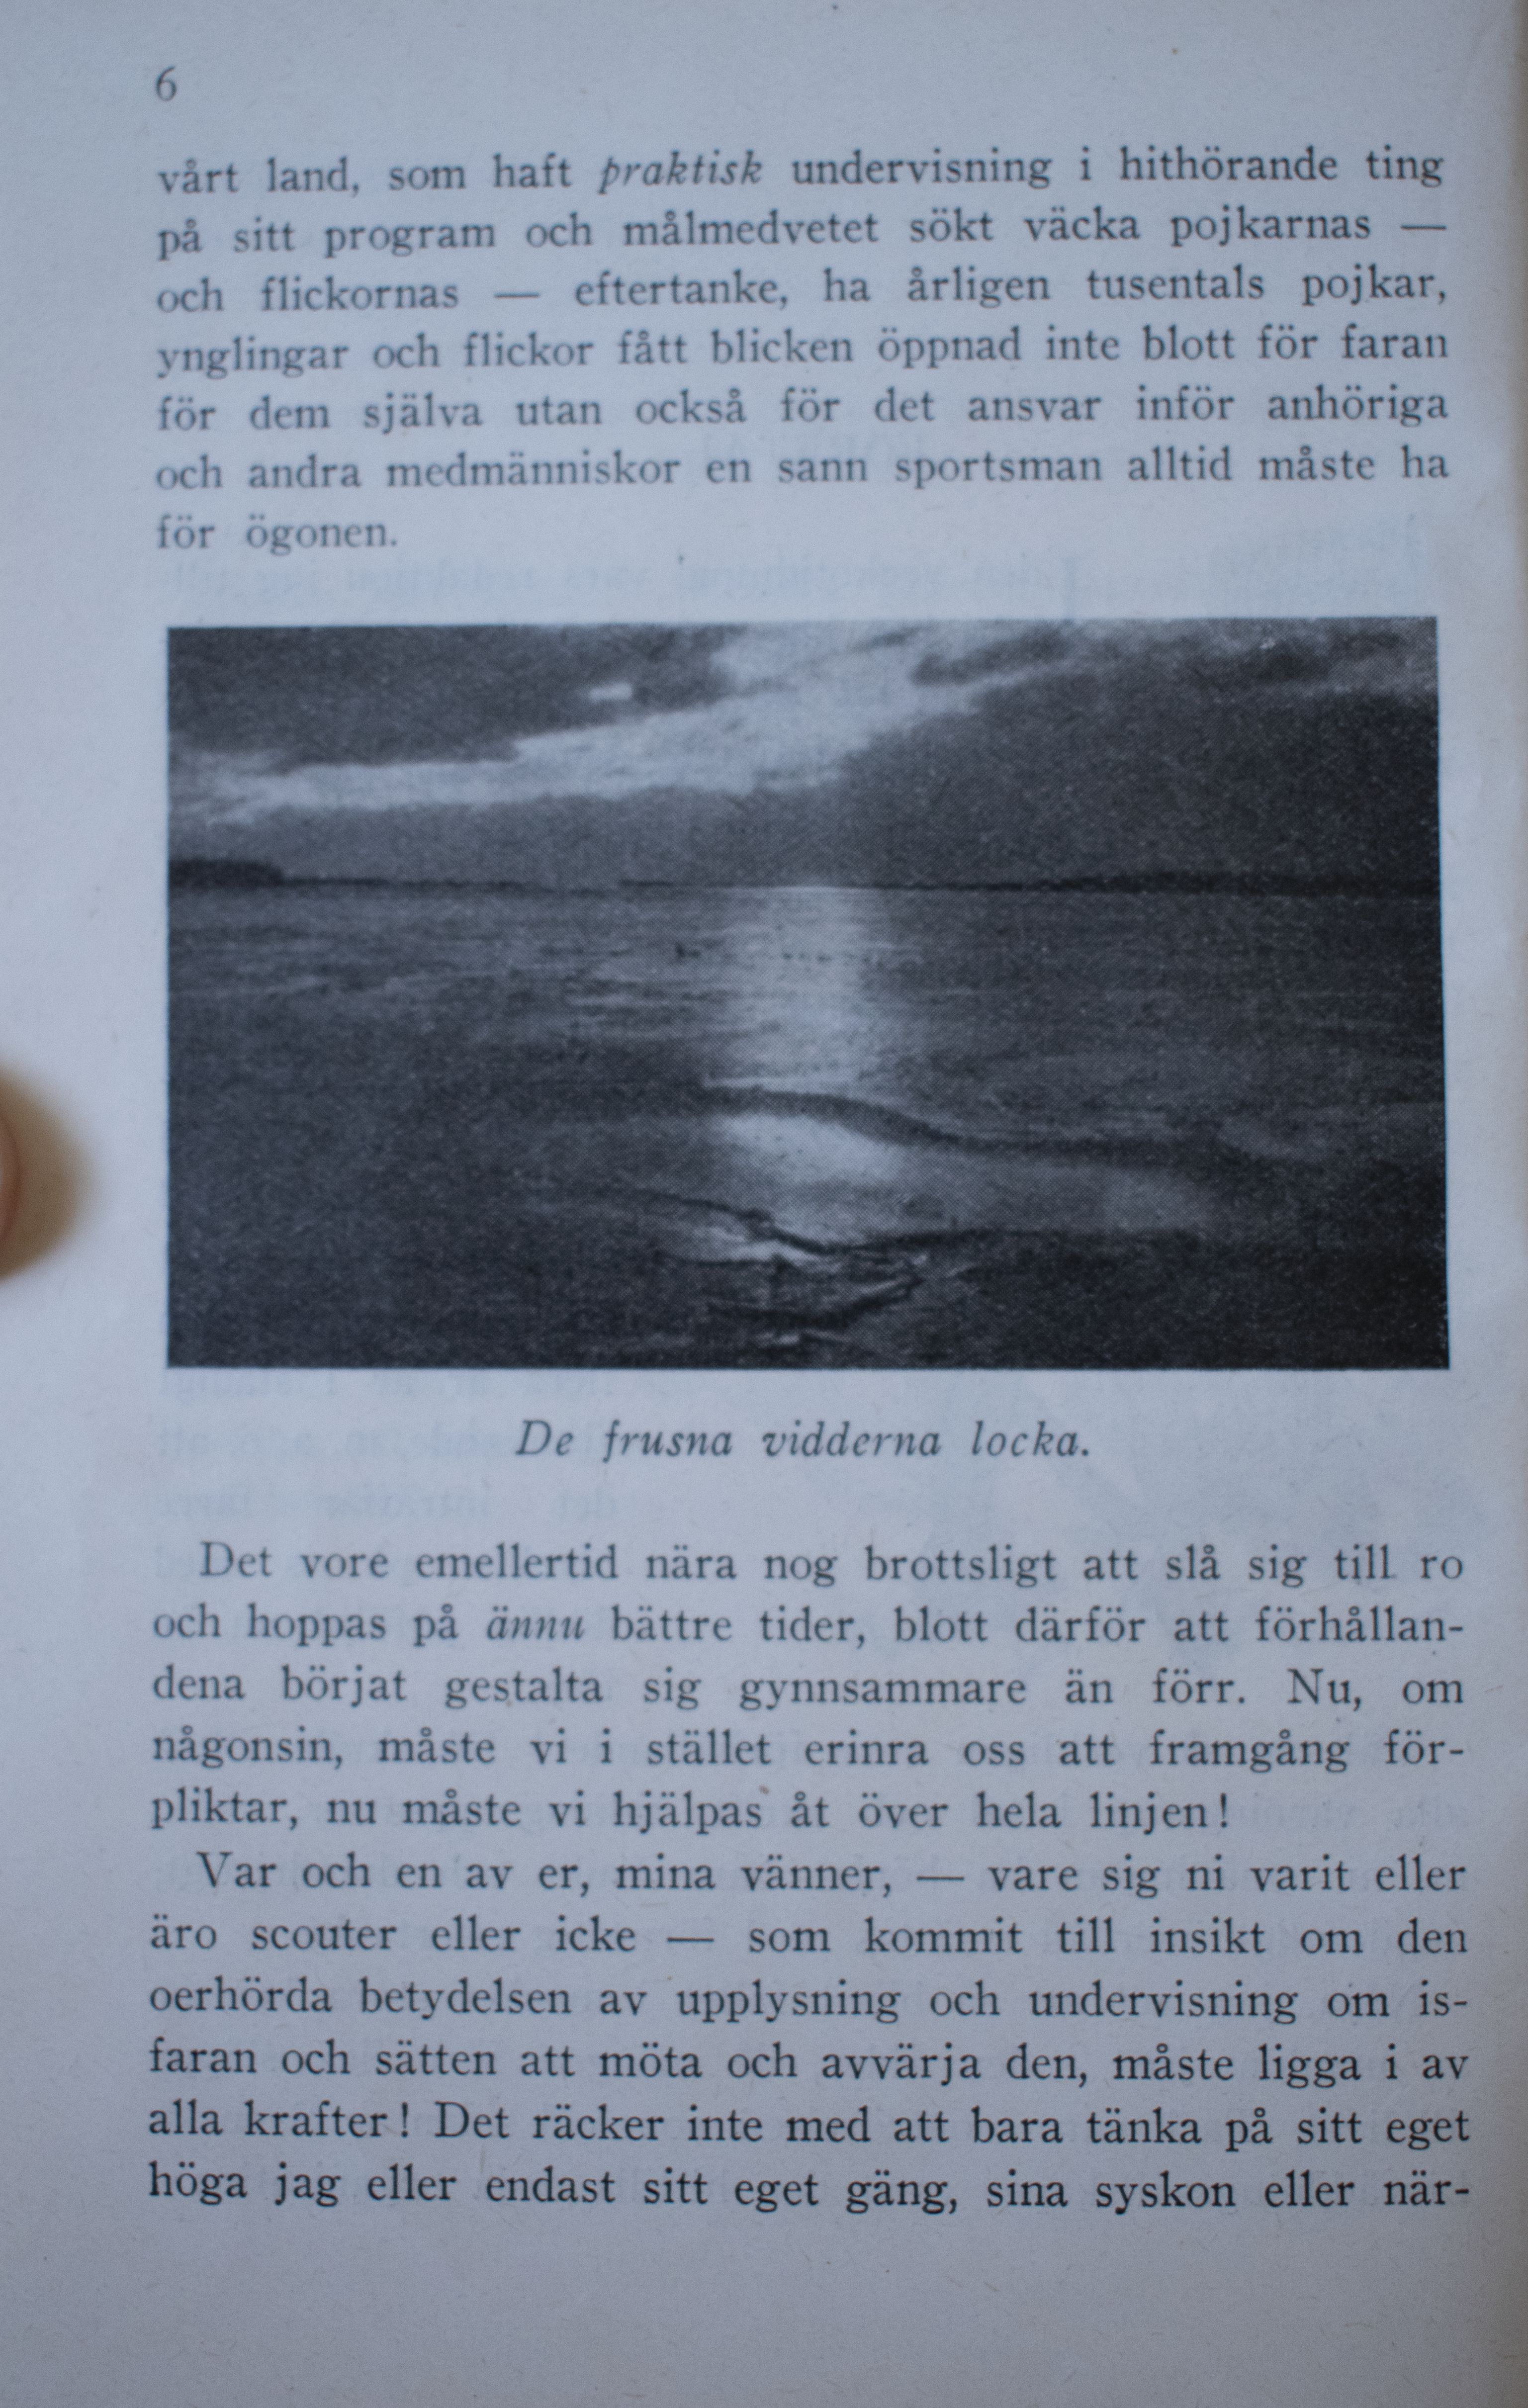 6
vårt land, som haft praktisk undervisning i hithörande ting
på sitt program och målmedvetet sökt väcka pojkarnas —
och flickornas — eftertanke, ha årligen tusentals pojkar,
ynglingar och flickor fått blicken öppnad inte blott för faran
för dem själva utan också för det ansvar inför anhöriga
och andra medmänniskor en sann sportsman alltid måste ha
för ögonen.
De frusna vidderna locka.
Det vore emellertid nära nog brottsligt att slå sig till ro
och hoppas på ännu bättre tider, blott därför att förhållan-
dena börjat gestalta sig gynnsammare än förr. Nu, om
någonsin, måste vi i stället erinra oss att framgång för-
pliktar, nu måste vi hjälpas åt över hela linjen!
Var och en av er, mina vänner, — vare sig ni varit eller
äro scouter eller icke — som kommit till insikt om den
oerhörda betydelsen av upplysning och undervisning om is-
faran och sätten att möta och avvärja den, måste ligga i av
alla krafter! Det räcker inte med att bara tänka på sitt eget
höga jag eller endast sitt eget gäng, sina syskon eller när-